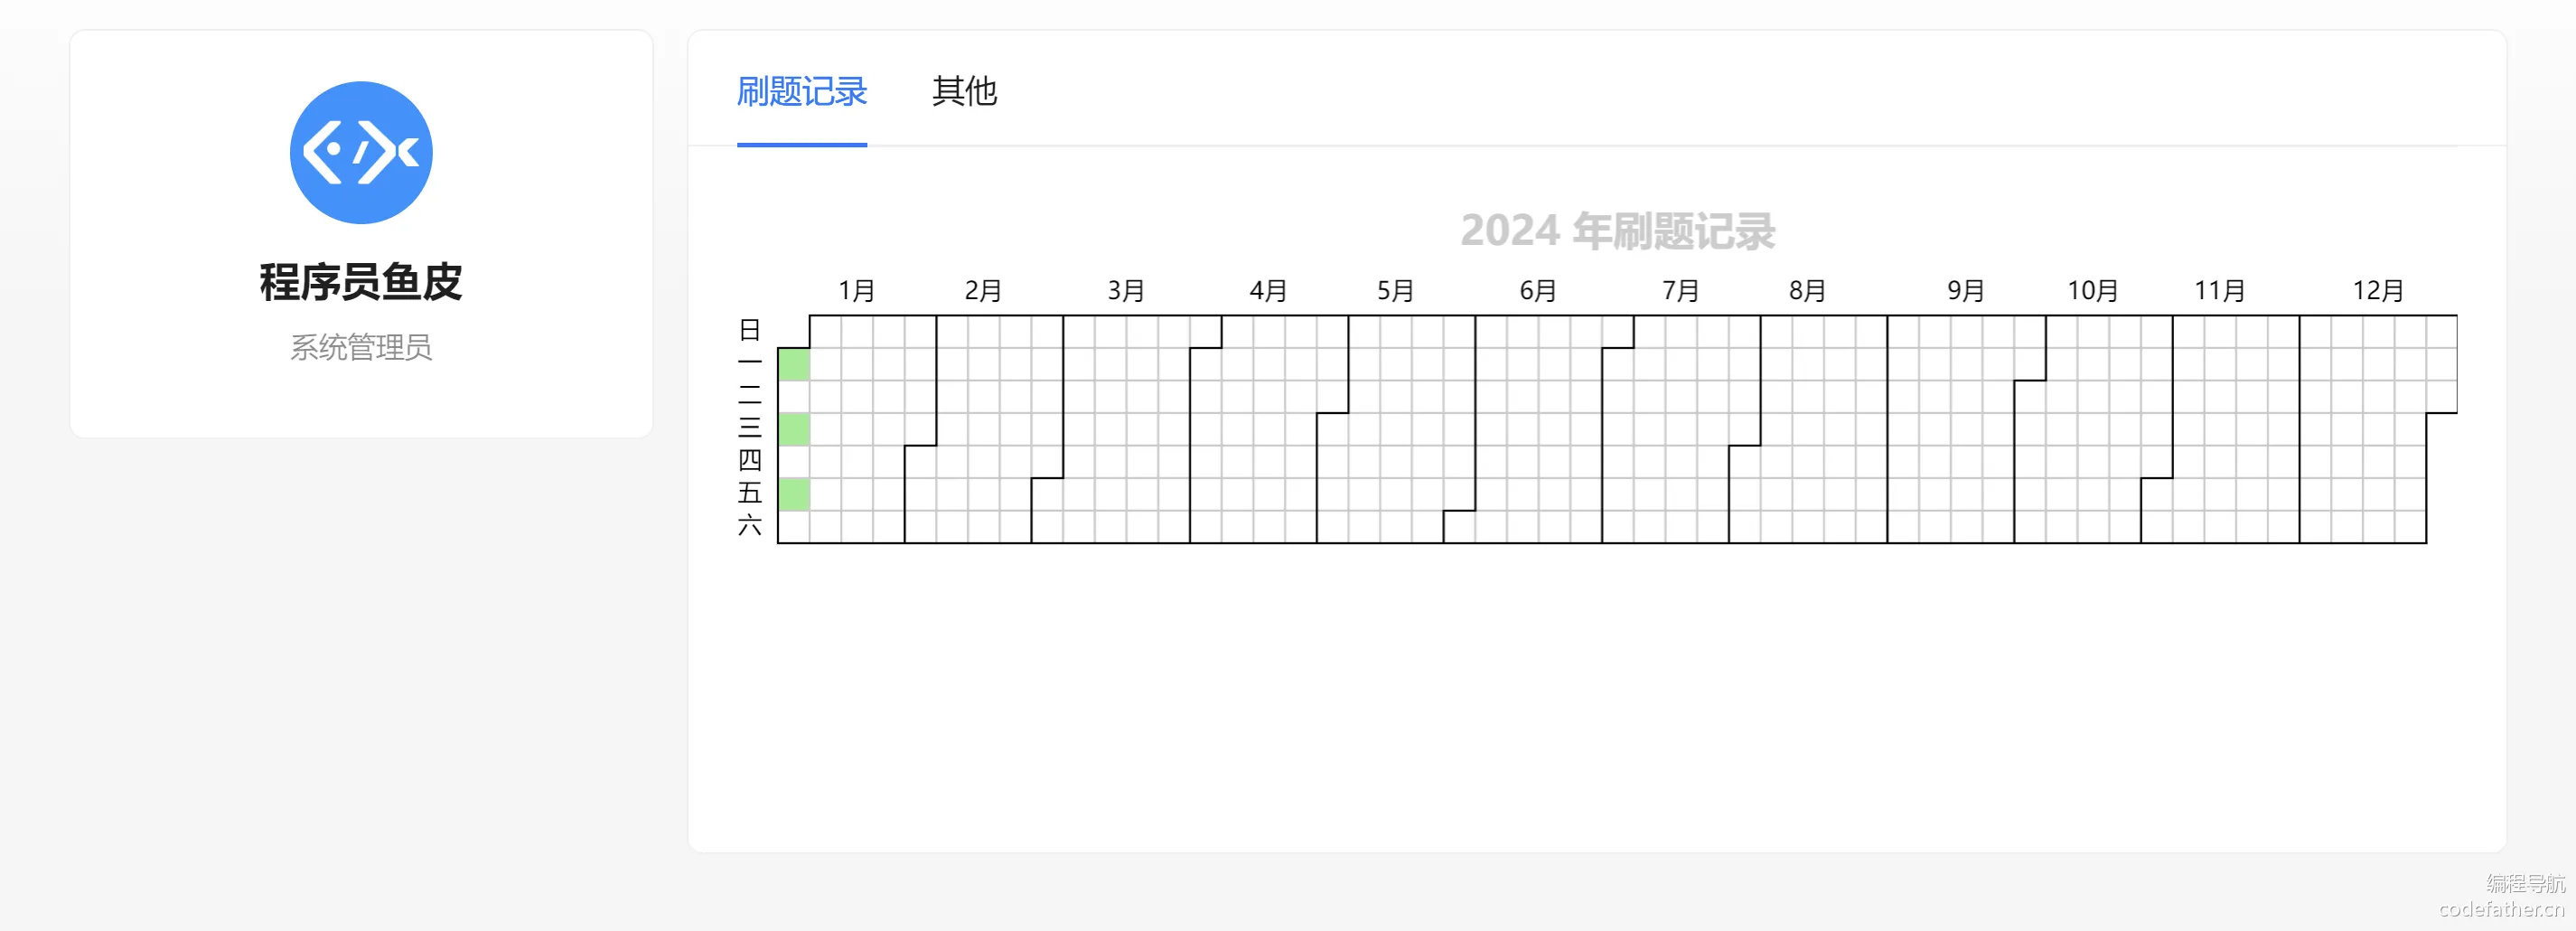 程序员鱼皮
系统管理员
刷题记录 其他
2024 年刷题记录
1月 2月 3月 4月 5月 6月 7月 8月 9月 10月 11月 12月
日
一
二
三
四
五
六
编程导航
codefather.cn